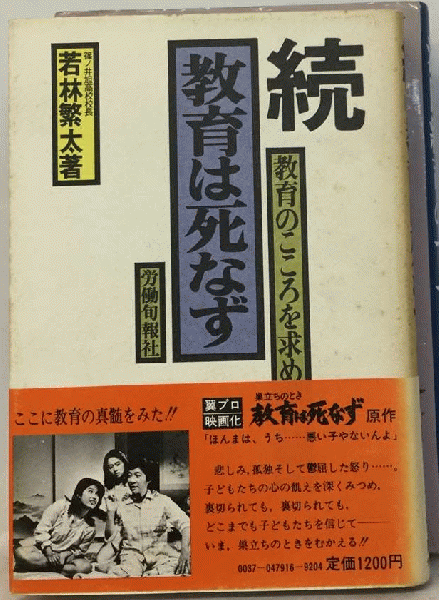 続
教育は死なず
教育のこころを求め
篠ノ井旭高校校長
若林繁太著
労働旬報社
ここに教育の真髄をみた!!
翼プロ
映画化
巣立ちのとき
教育は死なず 原作
「ほんまは、うち……悪い子やないんよ」
悲しみ、孤独そして鬱屈した怒り……。
子どもたちの心の飢えを深くみつめ、
裏切られても、裏切られても、
どこまでも子どもたちを信じて――
いま、巣立ちのときをむかえる!!
0037-047916-9204 定価1200円